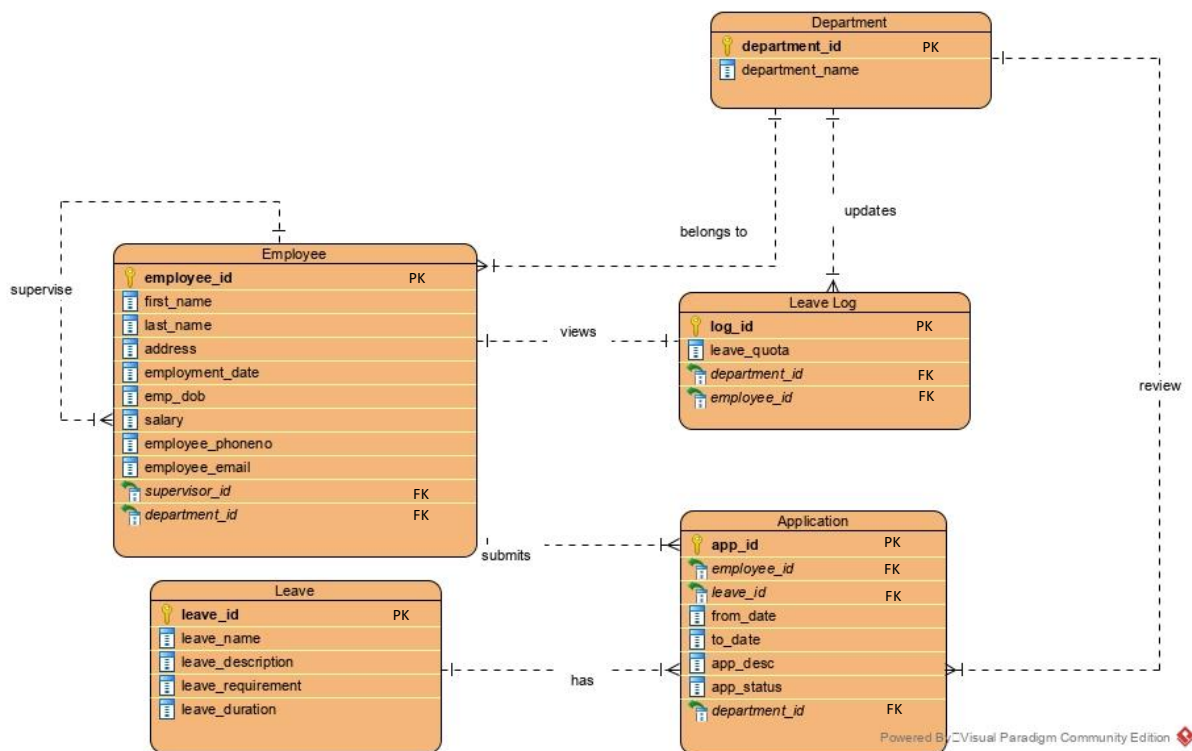 Department
department_id PK
department_name
belongs to
updates
supervise
Employee
employee_id PK
first_name
last_name
address
employment_date
emp_dob
salary
employee_phoneno
employee_email
supervisor_id FK
department_id FK
views
Leave Log
log_id PK
leave_quota
department_id FK
employee_id FK
review
submits
Application
app_id PK
employee_id FK
leave_id FK
from_date
to_date
app_desc
app_status
department_id FK
Leave
leave_id PK
leave_name
leave_description
leave_requirement
leave_duration
has
Powered By Visual Paradigm Community Edition